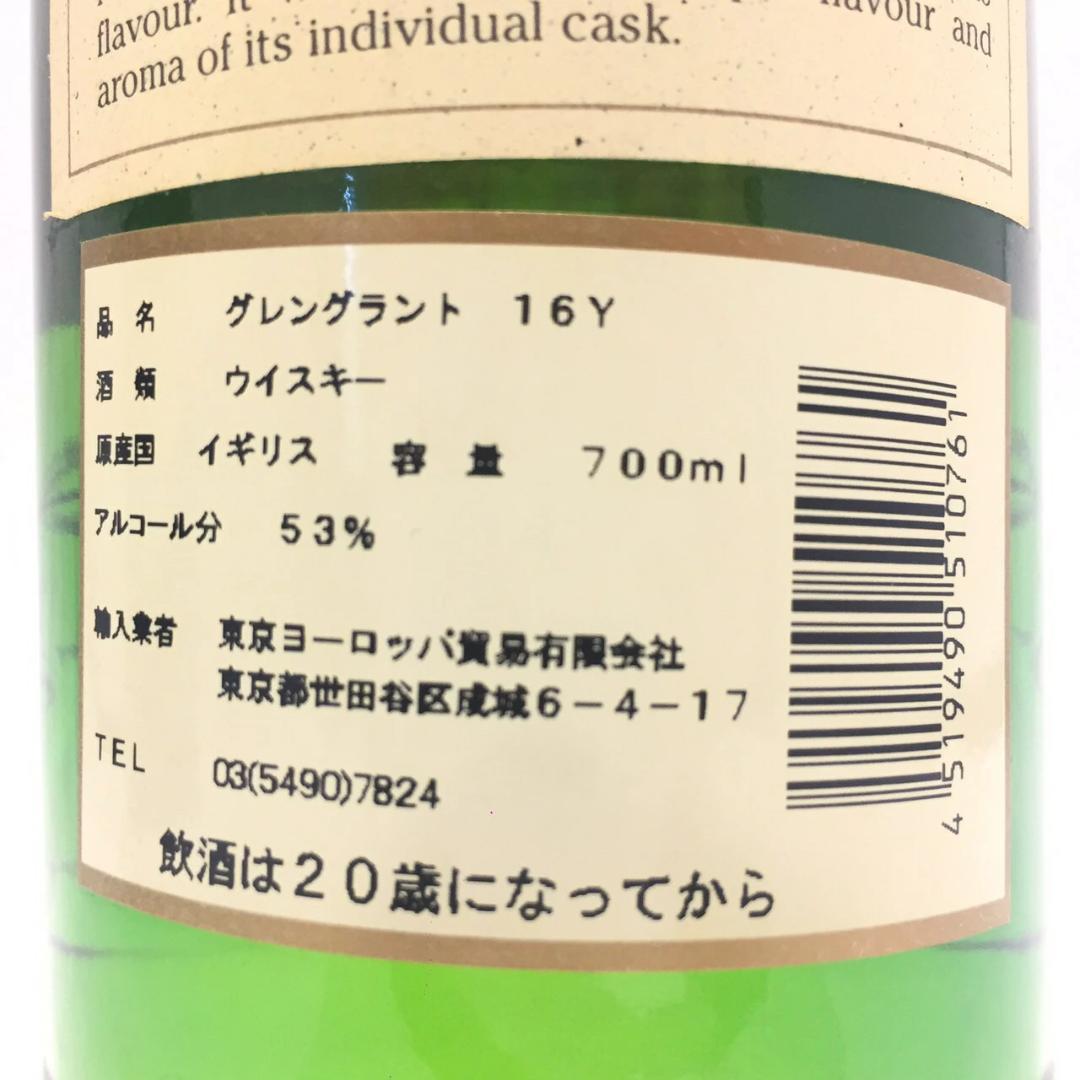 flavour. It flavour and
aroma of its individual cask.
品名 グレングラント 16Y
酒類 ウイスキー
原産国 イギリス 容量 700ml
アルコール分 53%
輸入業者 東京ヨーロッパ貿易有限会社
東京都世田谷区成城6-4-17
TEL 03(5490)7824
飲酒は20歳になってから
4519490510761